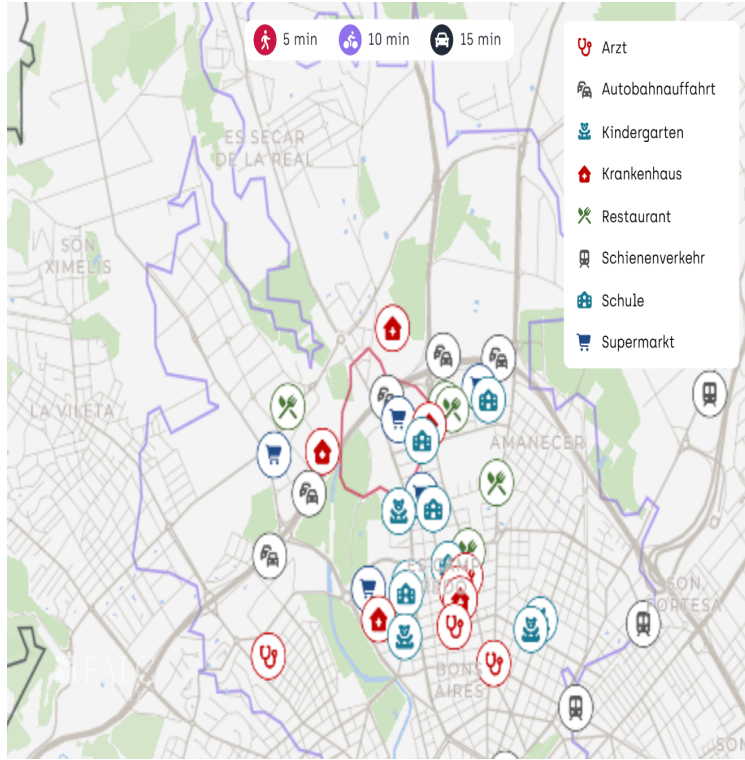 5 min
10 min
15 min
Arzt
Autobahnauffahrt
Kindergarten
Krankenhaus
Restaurant
Schienenverkehr
Schule
Supermarkt
ES SECAR
DE LA REAL
SON
XIMELIS
LA VILETA
AMANECER
SON
BONS
AIRES
SON